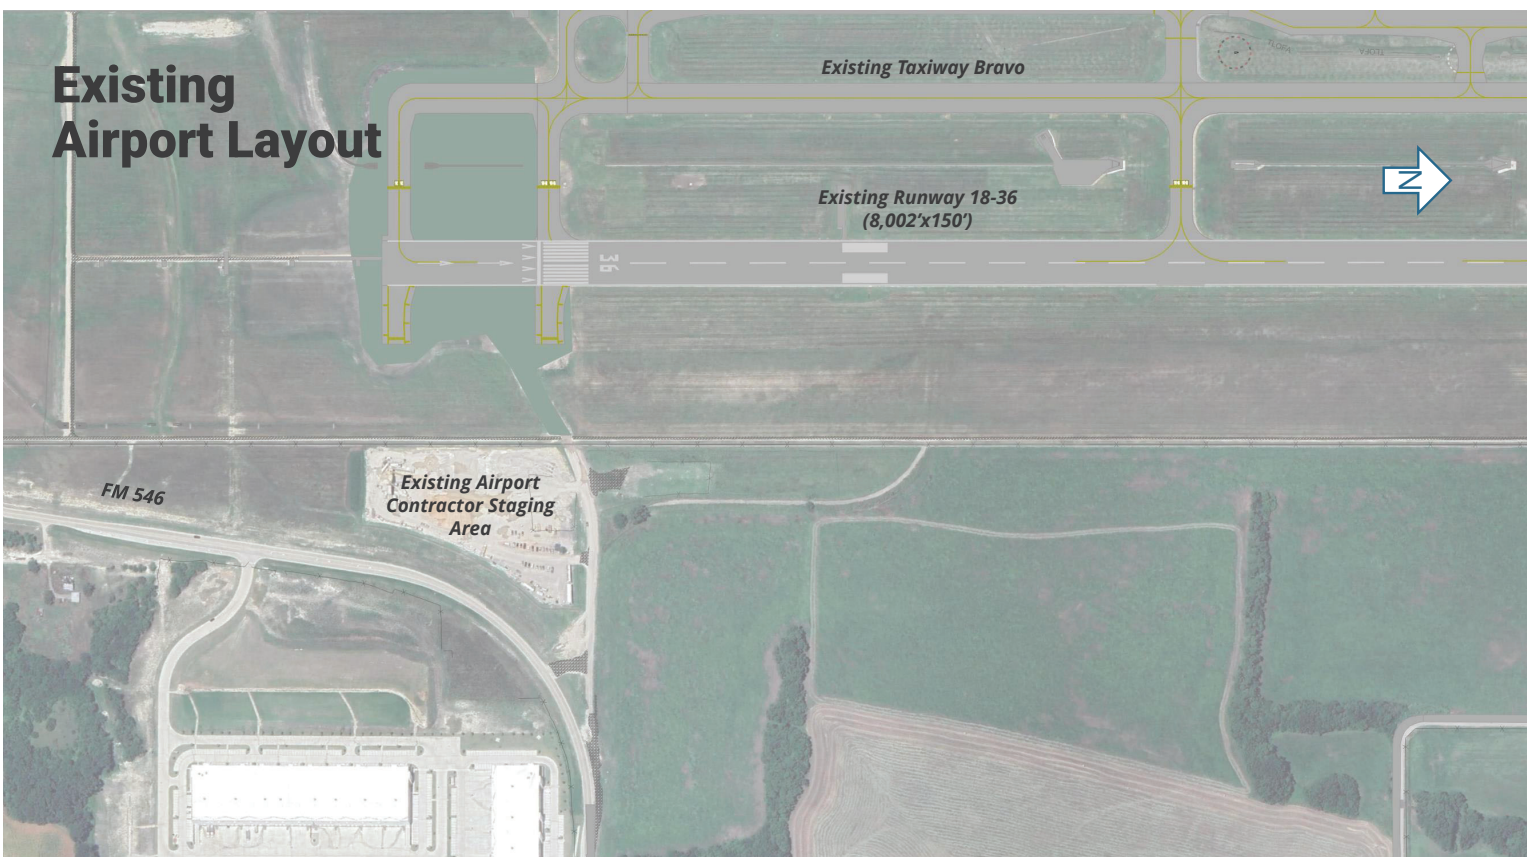 Existing
Airport Layout
Existing Taxiway Bravo
Existing Runway 18-36
(8,002’x150’)
N
36
FM 546
Existing Airport
Contractor Staging
Area